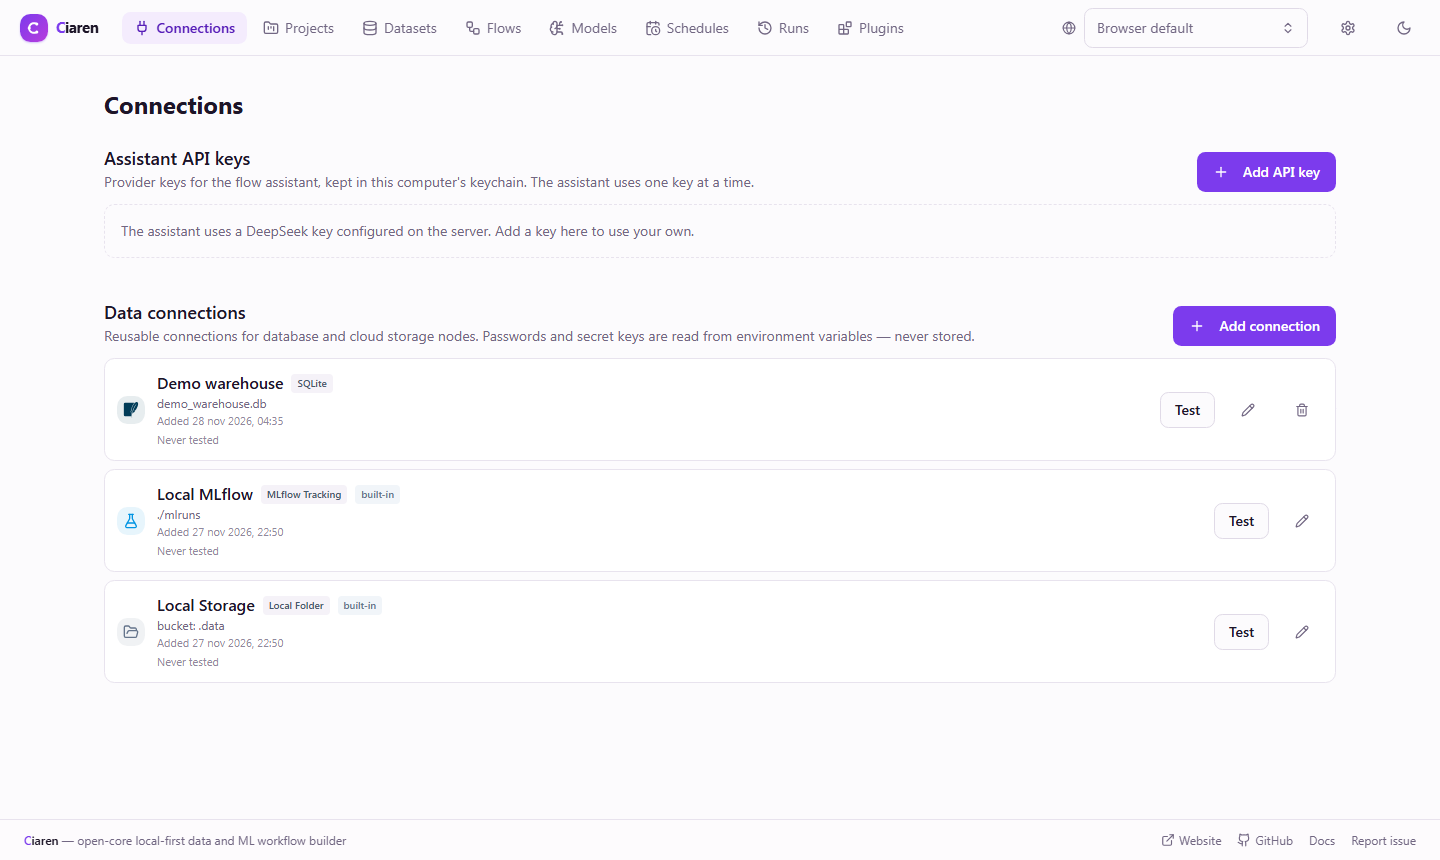 C Ciaren Connections Projects Datasets Flows Models Schedules Runs Plugins Browser default
Connections
Assistant API keys
Provider keys for the flow assistant, kept in this computer's keychain. The assistant uses one key at a time.
Add API key
The assistant uses a DeepSeek key configured on the server. Add a key here to use your own.
Data connections
Reusable connections for database and cloud storage nodes. Passwords and secret keys are read from environment variables — never stored.
Add connection
Demo warehouse SQLite
demo_warehouse.db
Added 28 nov 2026, 04:35
Never tested
Test
Local MLflow MLflow Tracking built-in
./mlruns
Added 27 nov 2026, 22:50
Never tested
Test
Local Storage Local Folder built-in
bucket: .data
Added 27 nov 2026, 22:50
Never tested
Test
Ciaren — open-core local-first data and ML workflow builder Website GitHub Docs Report issue